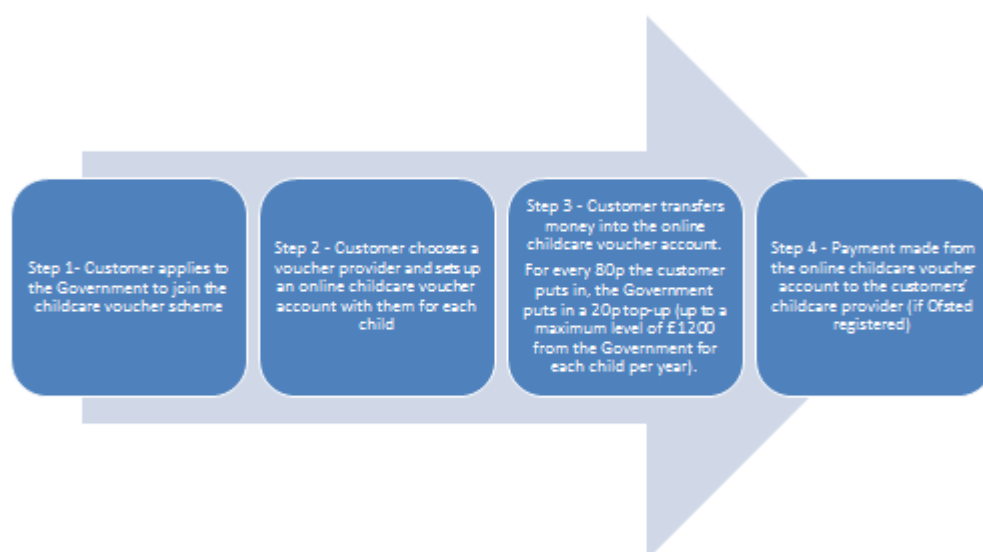 Step 1- Customer applies to
the Government to join the
childcare voucher scheme
Step 2 - Customer chooses a
voucher provider and sets up
an online childcare voucher
account with them for each
child
Step 3 - Customer transfers
money into the online
childcare voucher account.
For every 80p the customer
puts in, the Government
puts in a 20p top-up (up to a
maximum level of £1200
from the Government for
each child per year).
Step 4 - Payment made from
the online childcare voucher
account to the customers'
childcare provider (if Ofsted
registered)